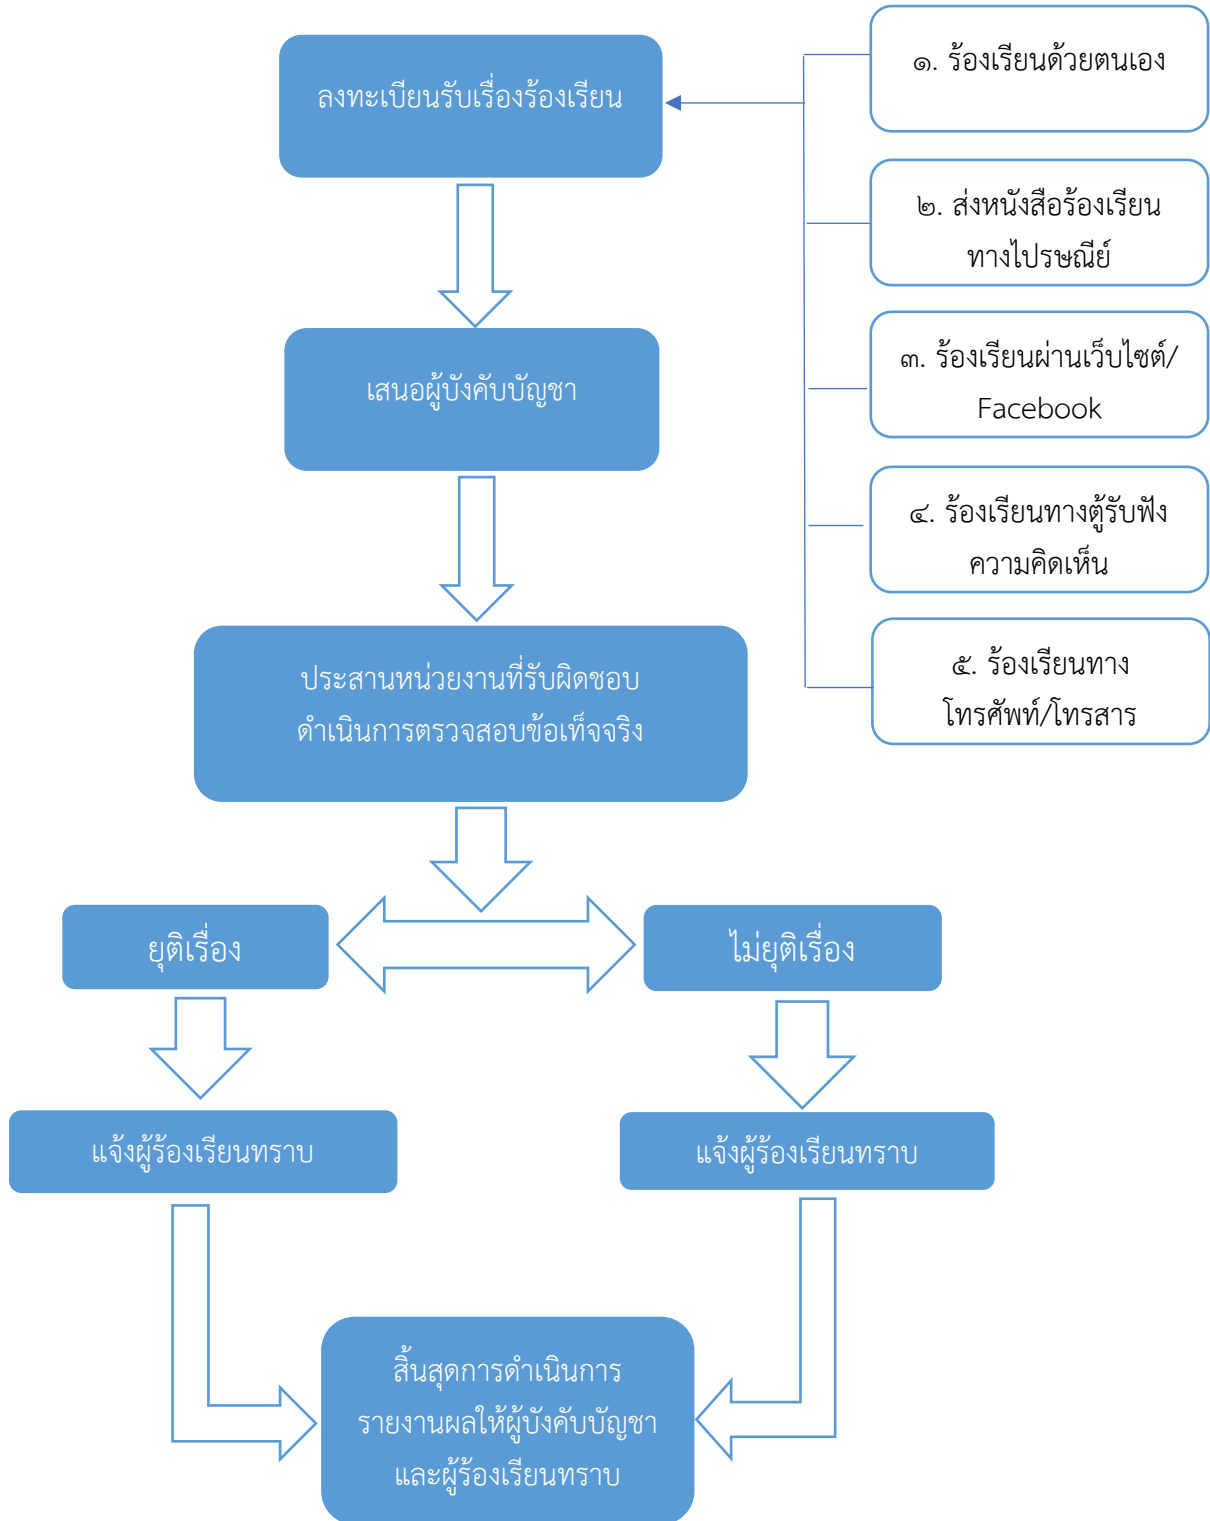 ลงทะเบียนรับเรื่องร้องเรียน
๑. ร้องเรียนด้วยตนเอง
๒. ส่งหนังสือร้องเรียน
ทางไปรษณีย์
๓. ร้องเรียนผ่านเว็บไซต์/
Facebook
๔. ร้องเรียนทางตู้รับฟัง
ความคิดเห็น
๕. ร้องเรียนทาง
โทรศัพท์/โทรสาร
เสนอผู้บังคับบัญชา
ประสานหน่วยงานที่รับผิดชอบ
ดำเนินการตรวจสอบข้อเท็จจริง
ยุติเรื่อง
ไม่ยุติเรื่อง
แจ้งผู้ร้องเรียนทราบ
แจ้งผู้ร้องเรียนทราบ
สิ้นสุดการดำเนินการ
รายงานผลให้ผู้บังคับบัญชา
และผู้ร้องเรียนทราบ